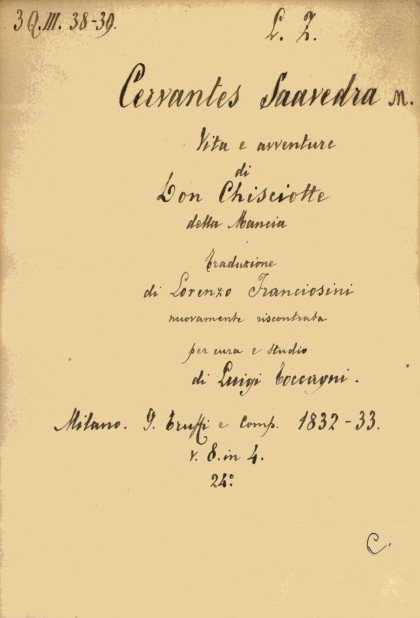 3 Q. III. 38-39.
L. I.
Cervantes Saavedra M.
Vita e avventure
di
Don Chisciotte
della Mancia
Traduzione
di Lorenzo Franciosini
nuovamente riscontrata
per cura e studio
di Luigi Toccagni.
Milano. G. Truffi e Comp. 1832-33.
v. 8. in 4.
24º
C.